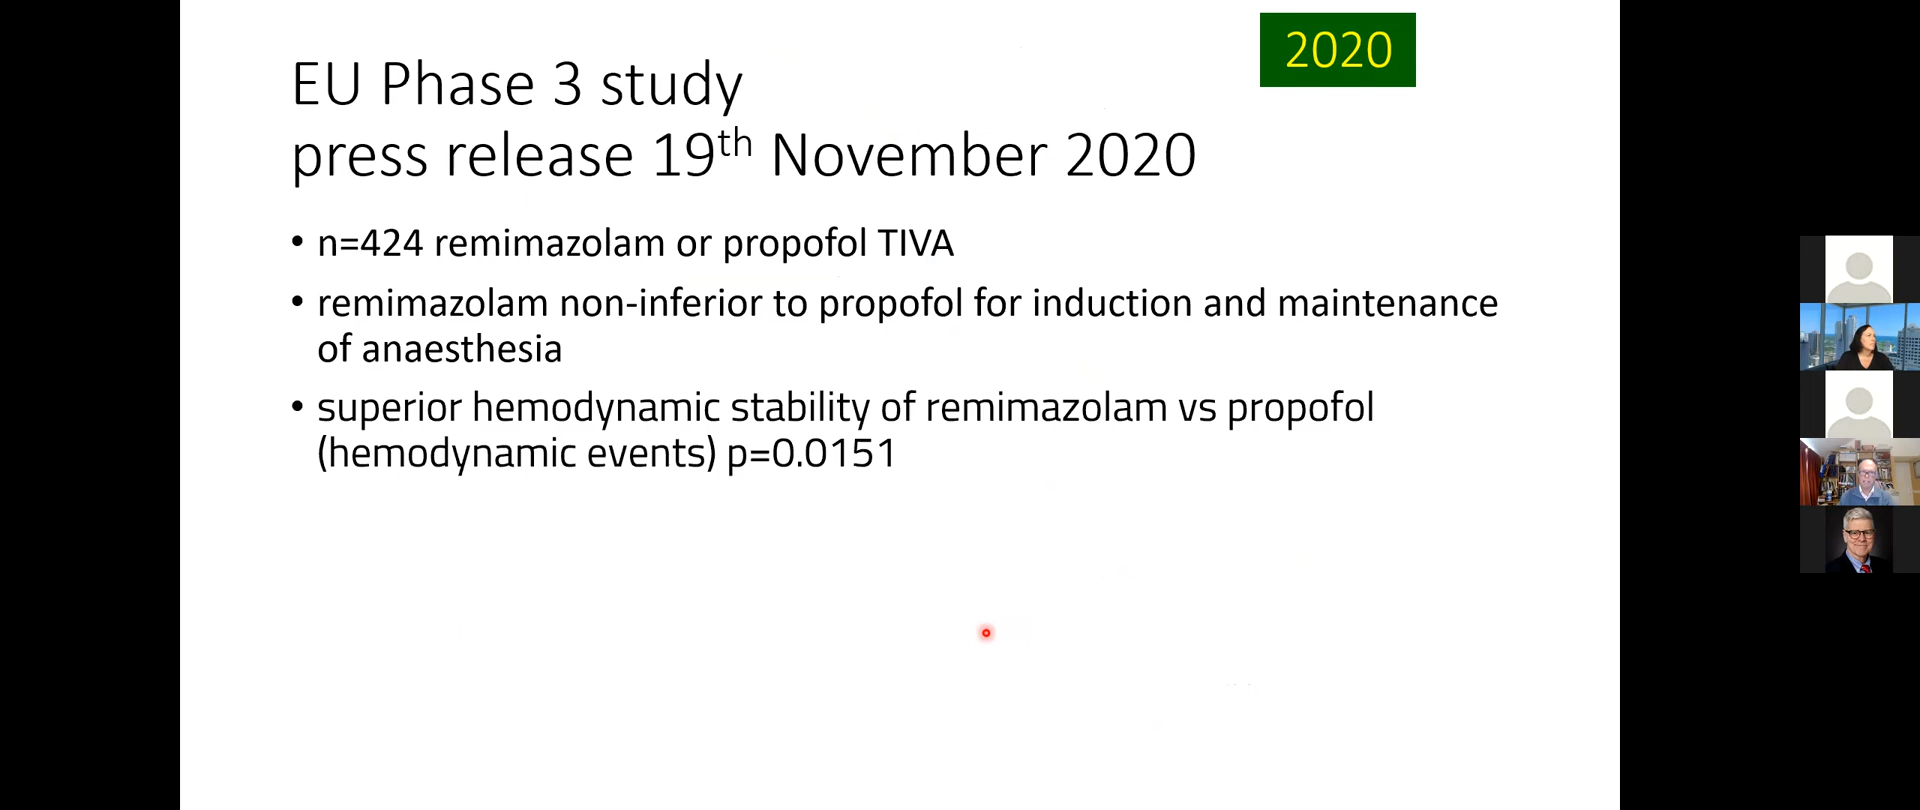 2020
EU Phase 3 study
press release 19th November 2020
• n=424 remimazolam or propofol TIVA
• remimazolam non-inferior to propofol for induction and maintenance
of anaesthesia
• superior hemodynamic stability of remimazolam vs propofol
(hemodynamic events) p=0.0151